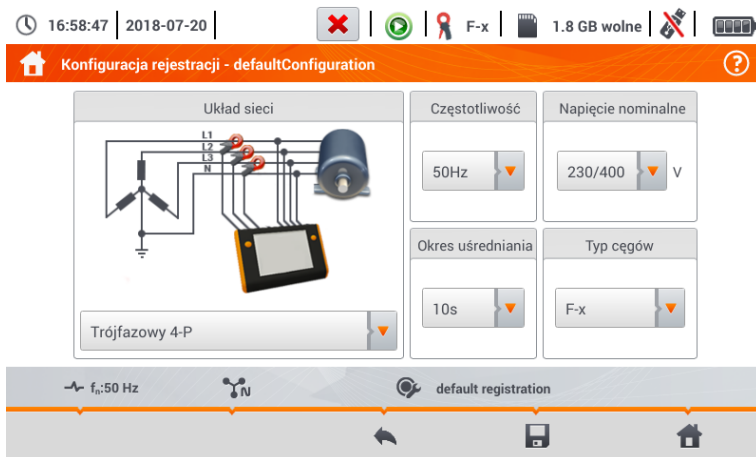 16:58:47 2018-07-20 F-x 1.8 GB wolne
Konfiguracja rejestracji - defaultConfiguration ?
Układ sieci
L1
L2
L3
N
Trójfazowy 4-P
Częstotliwość
50Hz
Napięcie nominalne
230/400 V
Okres uśredniania
10s
Typ cęgów
F-x
fn:50 Hz N default registration